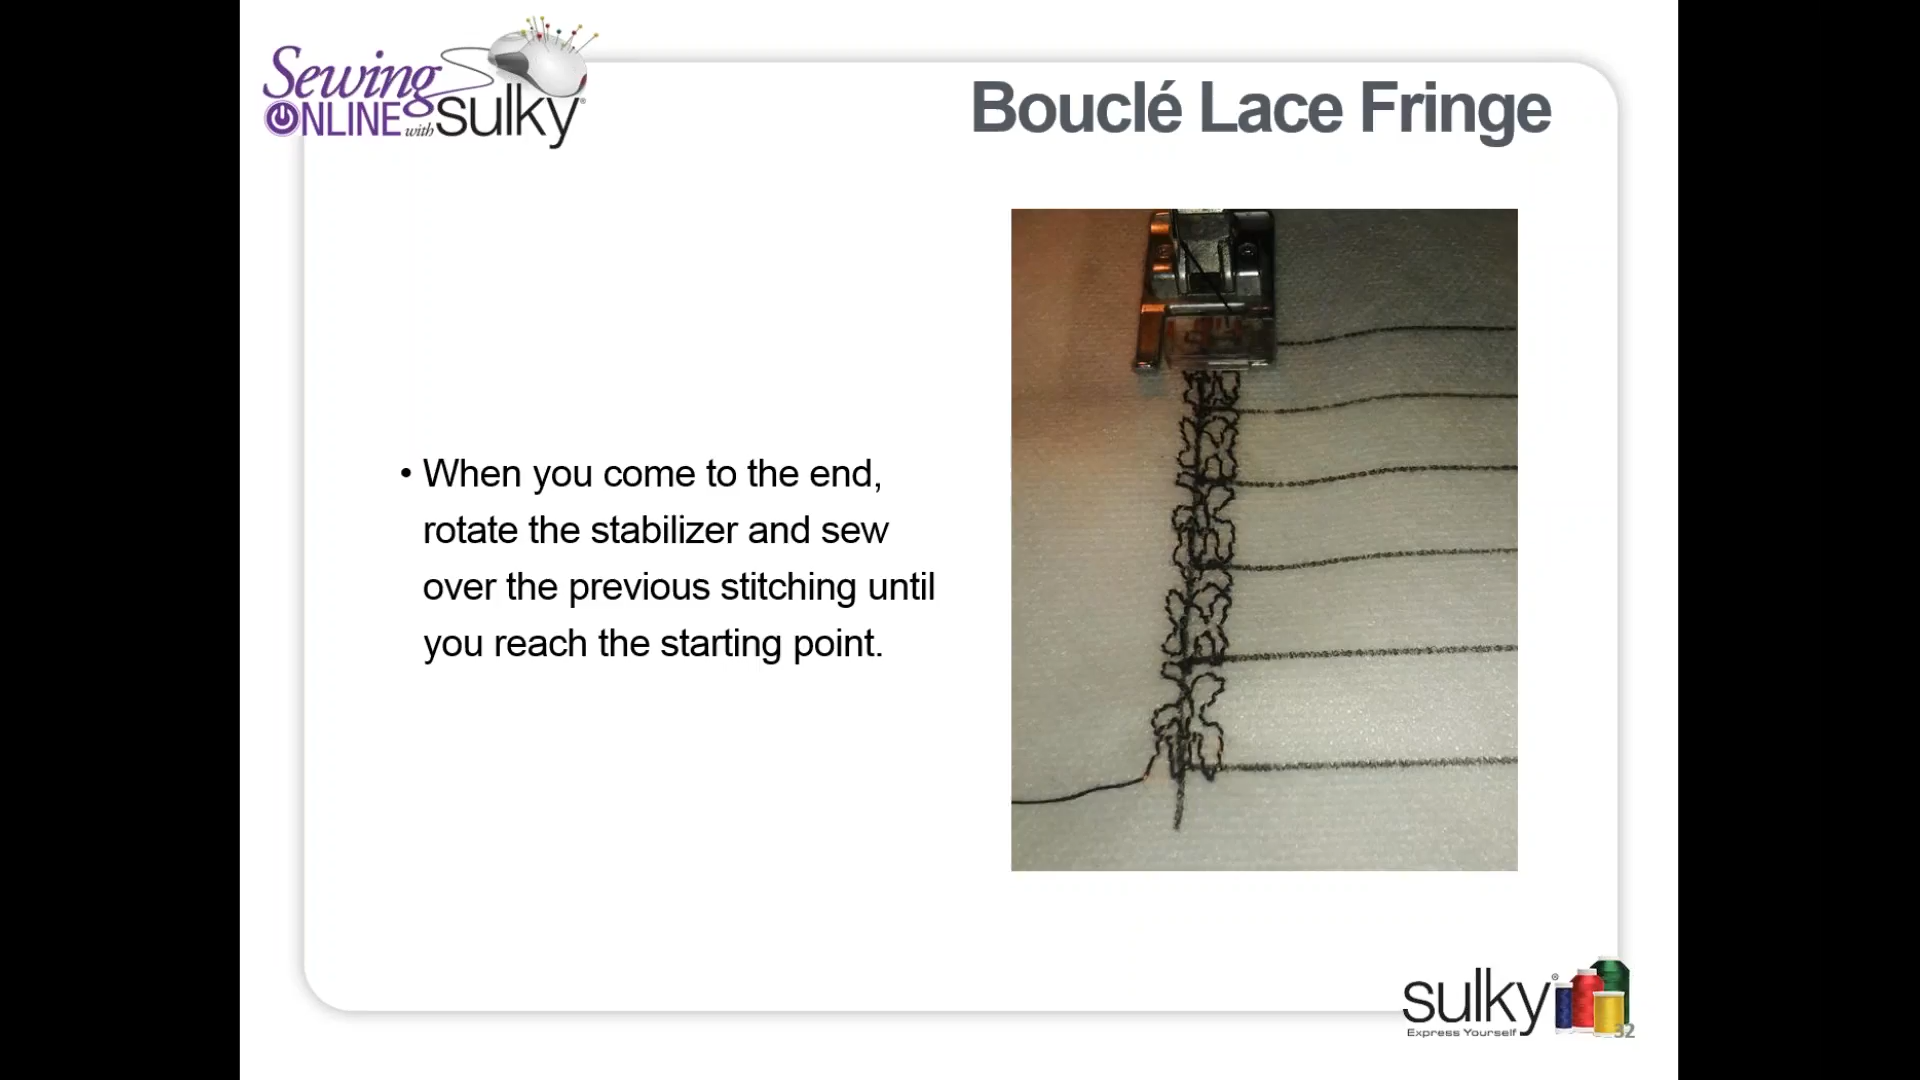 Sewing
ONLINE with sulky®
Bouclé Lace Fringe
• When you come to the end,
rotate the stabilizer and sew
over the previous stitching until
you reach the starting point.
sulky®
Express Yourself
32